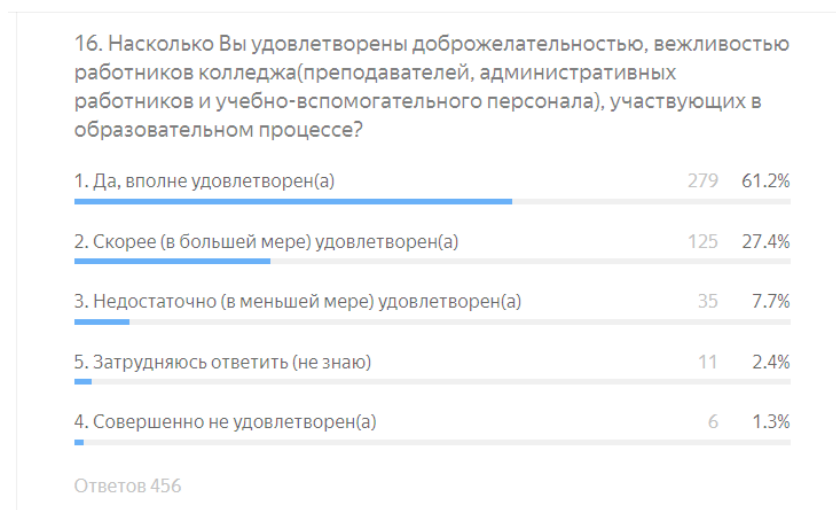 16. Насколько Вы удовлетворены доброжелательностью, вежливостью
работников колледжа(преподавателей, административных
работников и учебно-вспомогательного персонала), участвующих в
образовательном процессе?
1. Да, вполне удовлетворен(а) 279 61.2%
2. Скорее (в большей мере) удовлетворен(а) 125 27.4%
3. Недостаточно (в меньшей мере) удовлетворен(а) 35 7.7%
5. Затрудняюсь ответить (не знаю) 11 2.4%
4. Совершенно не удовлетворен(а) 6 1.3%
Ответов 456